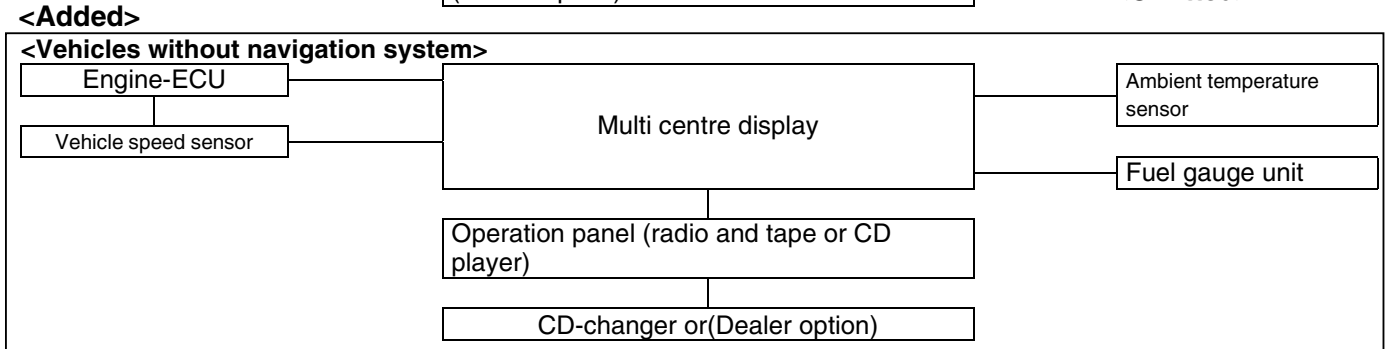 <Added>
<Vehicles without navigation system>
Engine-ECU
Vehicle speed sensor
Multi centre display
Ambient temperature
sensor
Fuel gauge unit
Operation panel (radio and tape or CD
player)
CD-changer or(Dealer option)